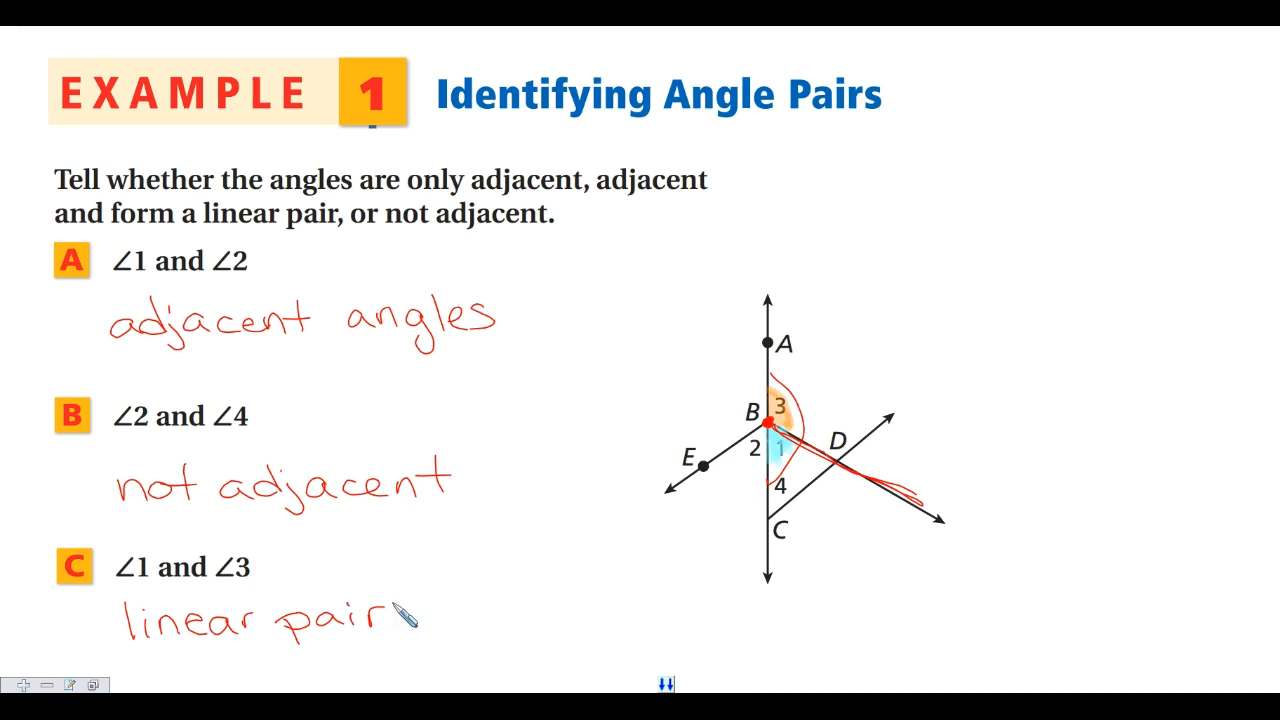 EXAMPLE 1 Identifying Angle Pairs
Tell whether the angles are only adjacent, adjacent
and form a linear pair, or not adjacent.
A ∠1 and ∠2
adjacent angles
B ∠2 and ∠4
not adjacent
C ∠1 and ∠3
linear pair
A
3
B
D
2 1
E
4
C